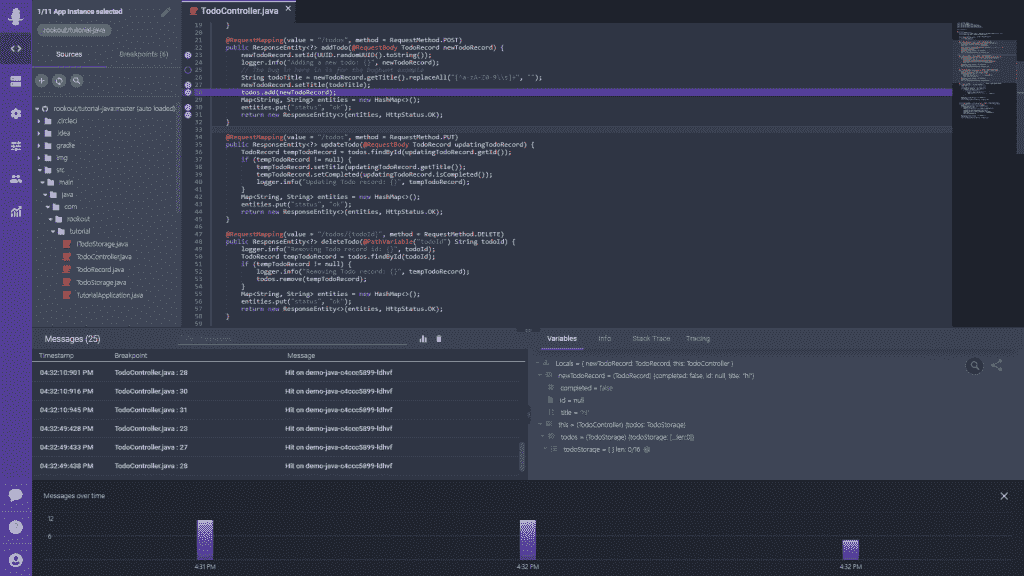 1/11 App Instance selected
rookout/tutorial-java
Sources
Breakpoints (6)
rookout/tutorial-java:master (auto loaded)
.circleci
.idea
gradle
img
src
main
java
com
rookout
tutorial
ITodoStorage.java
TodoController.java
TodoRecord.java
TodoStorage.java
TutorialApplication.java
TodoController.java ×
19 }
20
21 @RequestMapping(value = "/todos", method = RequestMethod.POST)
22 public ResponseEntity<?> addTodo(@RequestBody TodoRecord newTodoRecord) {
23 newTodoRecord.setId(UUID.randomUUID().toString());
24 logger.info("Adding a new todo: {}", newTodoRecord);
25 // The bug is here in
26 String todoTitle = newTodoRecord.getTitle().replaceAll(
27 newTodoRecord.setTitle(todoTitle);
28 todos.add(newTodoRecord);
29 Map<String, String> entities = new HashMap<>();
30 entities.put("status", "ok");
31 return new ResponseEntity<>(entities, HttpStatus.OK);
32 }
33
34 @RequestMapping(value = "/todos", method = RequestMethod.PUT)
35 public ResponseEntity<?> updateTodo(@RequestBody TodoRecord updatingTodoRecord) {
36 TodoRecord tempTodoRecord = todos.findById(updatingTodoRecord.getId());
37 if (tempTodoRecord != null) {
38 tempTodoRecord.setTitle(updatingTodoRecord.getTitle());
39 tempTodoRecord.setCompleted(updatingTodoRecord.isCompleted());
40 logger.info("Updating Todo record: {}", tempTodoRecord);
41 }
42 Map<String, String> entities = new HashMap<>();
43 entities.put("status", "ok");
44 return new ResponseEntity<>(entities, HttpStatus.OK);
45 }
46
47 @RequestMapping(value = "/todos/{todoId}", method = RequestMethod.DELETE)
48 public ResponseEntity<?> deleteTodo(@PathVariable("todoId") String todoId) {
49 logger.info("Removing Todo record id: {}", todoId);
50 TodoRecord tempTodoRecord = todos.findById(todoId);
51 if (tempTodoRecord != null) {
52 logger.info("Removing Todo record: {}", tempTodoRecord);
53 todos.remove(tempTodoRecord);
54 }
55 Map<String, String> entities = new HashMap<>();
56 entities.put("status", "ok");
57 return new ResponseEntity<>(entities, HttpStatus.OK);
58 }
59
Messages (25)
Timestamp Breakpoint Message
04:32:10:901 PM TodoController.java : 28 Hit on demo-java-c4ccc5899-ldhvf
04:32:10:916 PM TodoController.java : 30 Hit on demo-java-c4ccc5899-ldhvf
04:32:10:945 PM TodoController.java : 31 Hit on demo-java-c4ccc5899-ldhvf
04:32:49:428 PM TodoController.java : 23 Hit on demo-java-c4ccc5899-ldhvf
04:32:49:433 PM TodoController.java : 27 Hit on demo-java-c4ccc5899-ldhvf
04:32:49:438 PM TodoController.java : 28 Hit on demo-java-c4ccc5899-ldhvf
Variables Info Stack Trace Tracing
Locals = { newTodoRecord: TodoRecord, this: TodoController }
newTodoRecord = (TodoRecord) {completed: false, id: null, title: "hi"}
completed = false
id = null
title = "hi"
this = (TodoController) {todos: TodoStorage}
todos = (TodoStorage) {todoStorage: [...len:0]}
todoStorage = [ ] len: 0/16
Messages over time
12
6
4:31 PM
4:32 PM
4:32 PM